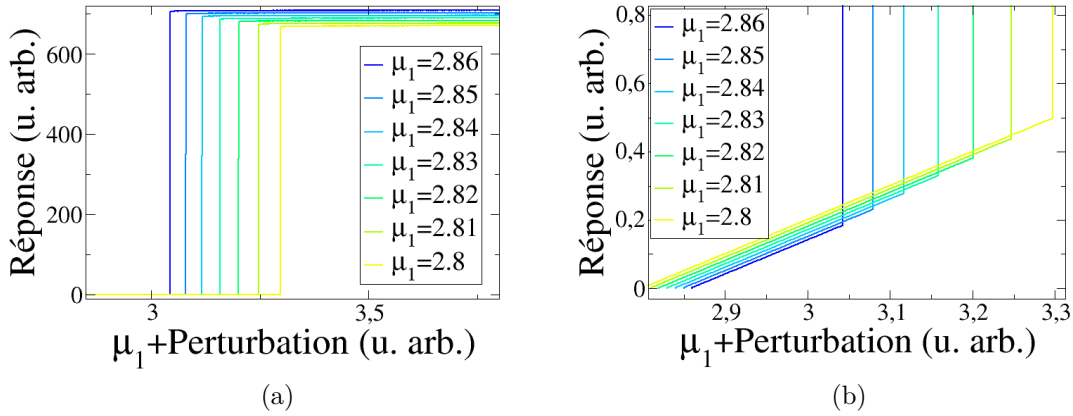 600
400
200
0
Réponse (u. arb.)
μ1=2.86
μ1=2.85
μ1=2.84
μ1=2.83
μ1=2.82
μ1=2.81
μ1=2.8
3
3,5
μ1+Perturbation (u. arb.)
(a)
0,8
0,6
0,4
0,2
0
Réponse (u. arb.)
μ1=2.86
μ1=2.85
μ1=2.84
μ1=2.83
μ1=2.82
μ1=2.81
μ1=2.8
2,9
3
3,1
3,2
3,3
μ1+Perturbation (u. arb.)
(b)